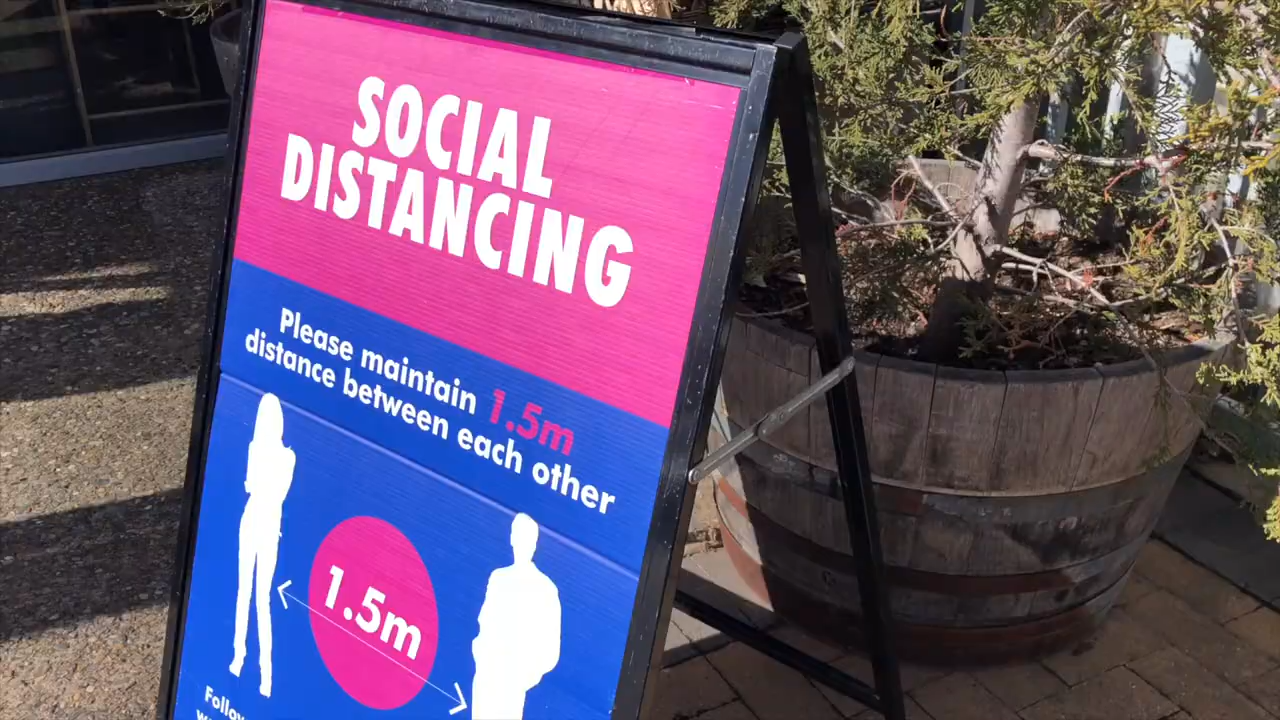 SOCIAL
DISTANCING
Please maintain 1.5m
distance between each other
1.5m